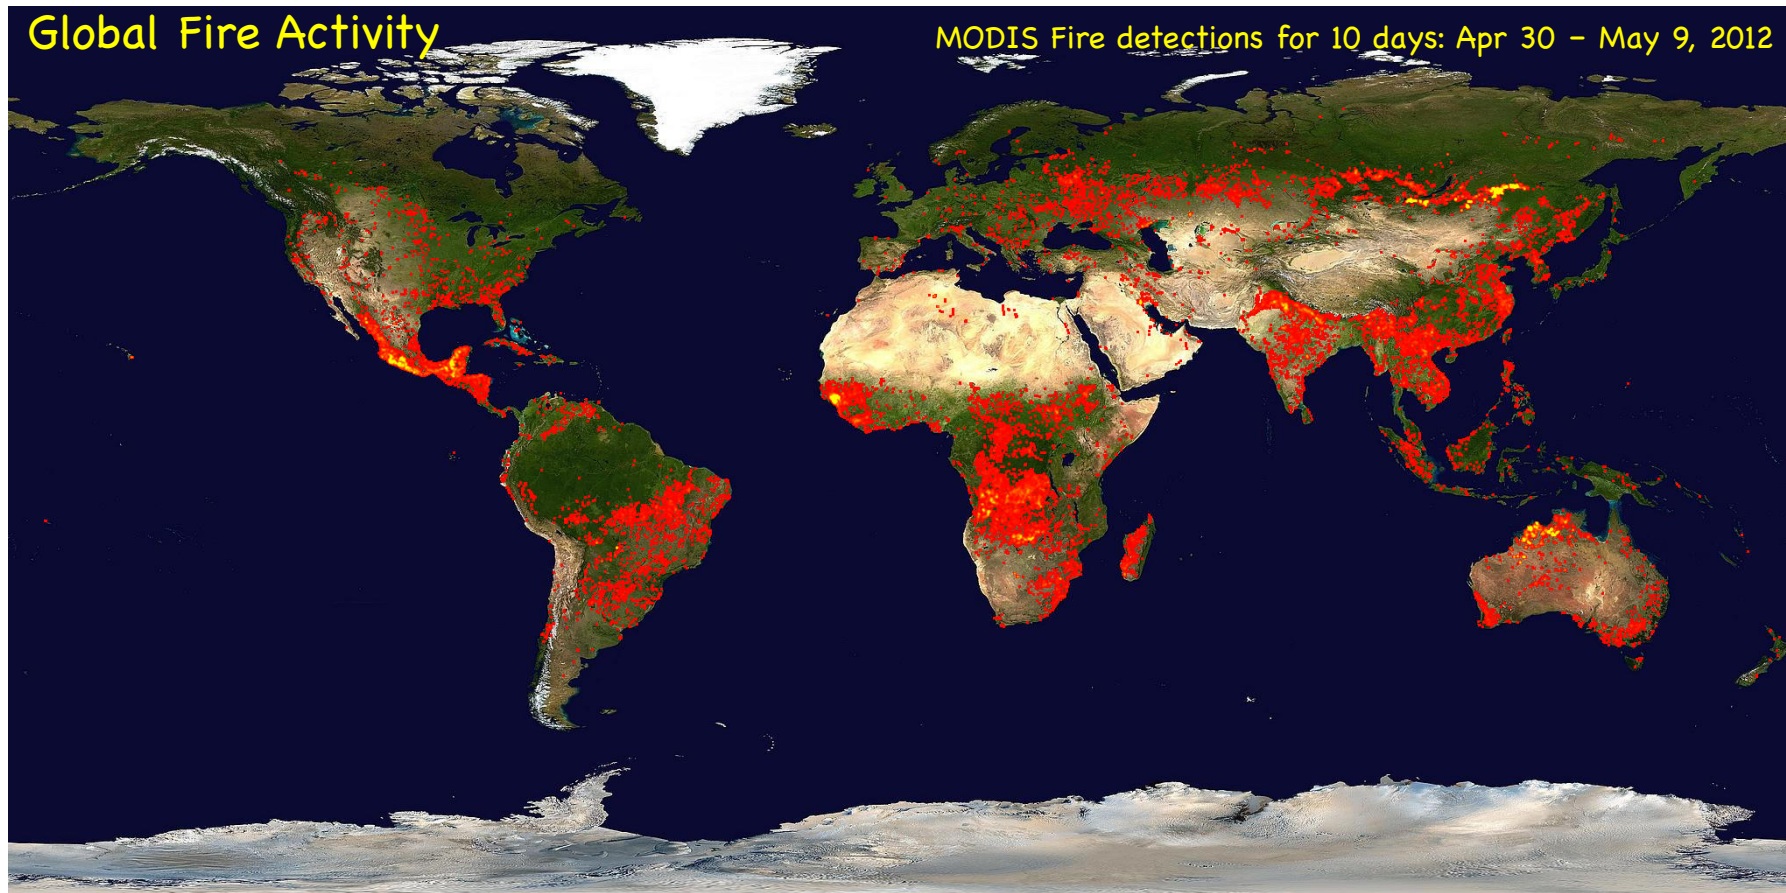 Global Fire Activity
MODIS Fire detections for 10 days: Apr 30 - May 9, 2012